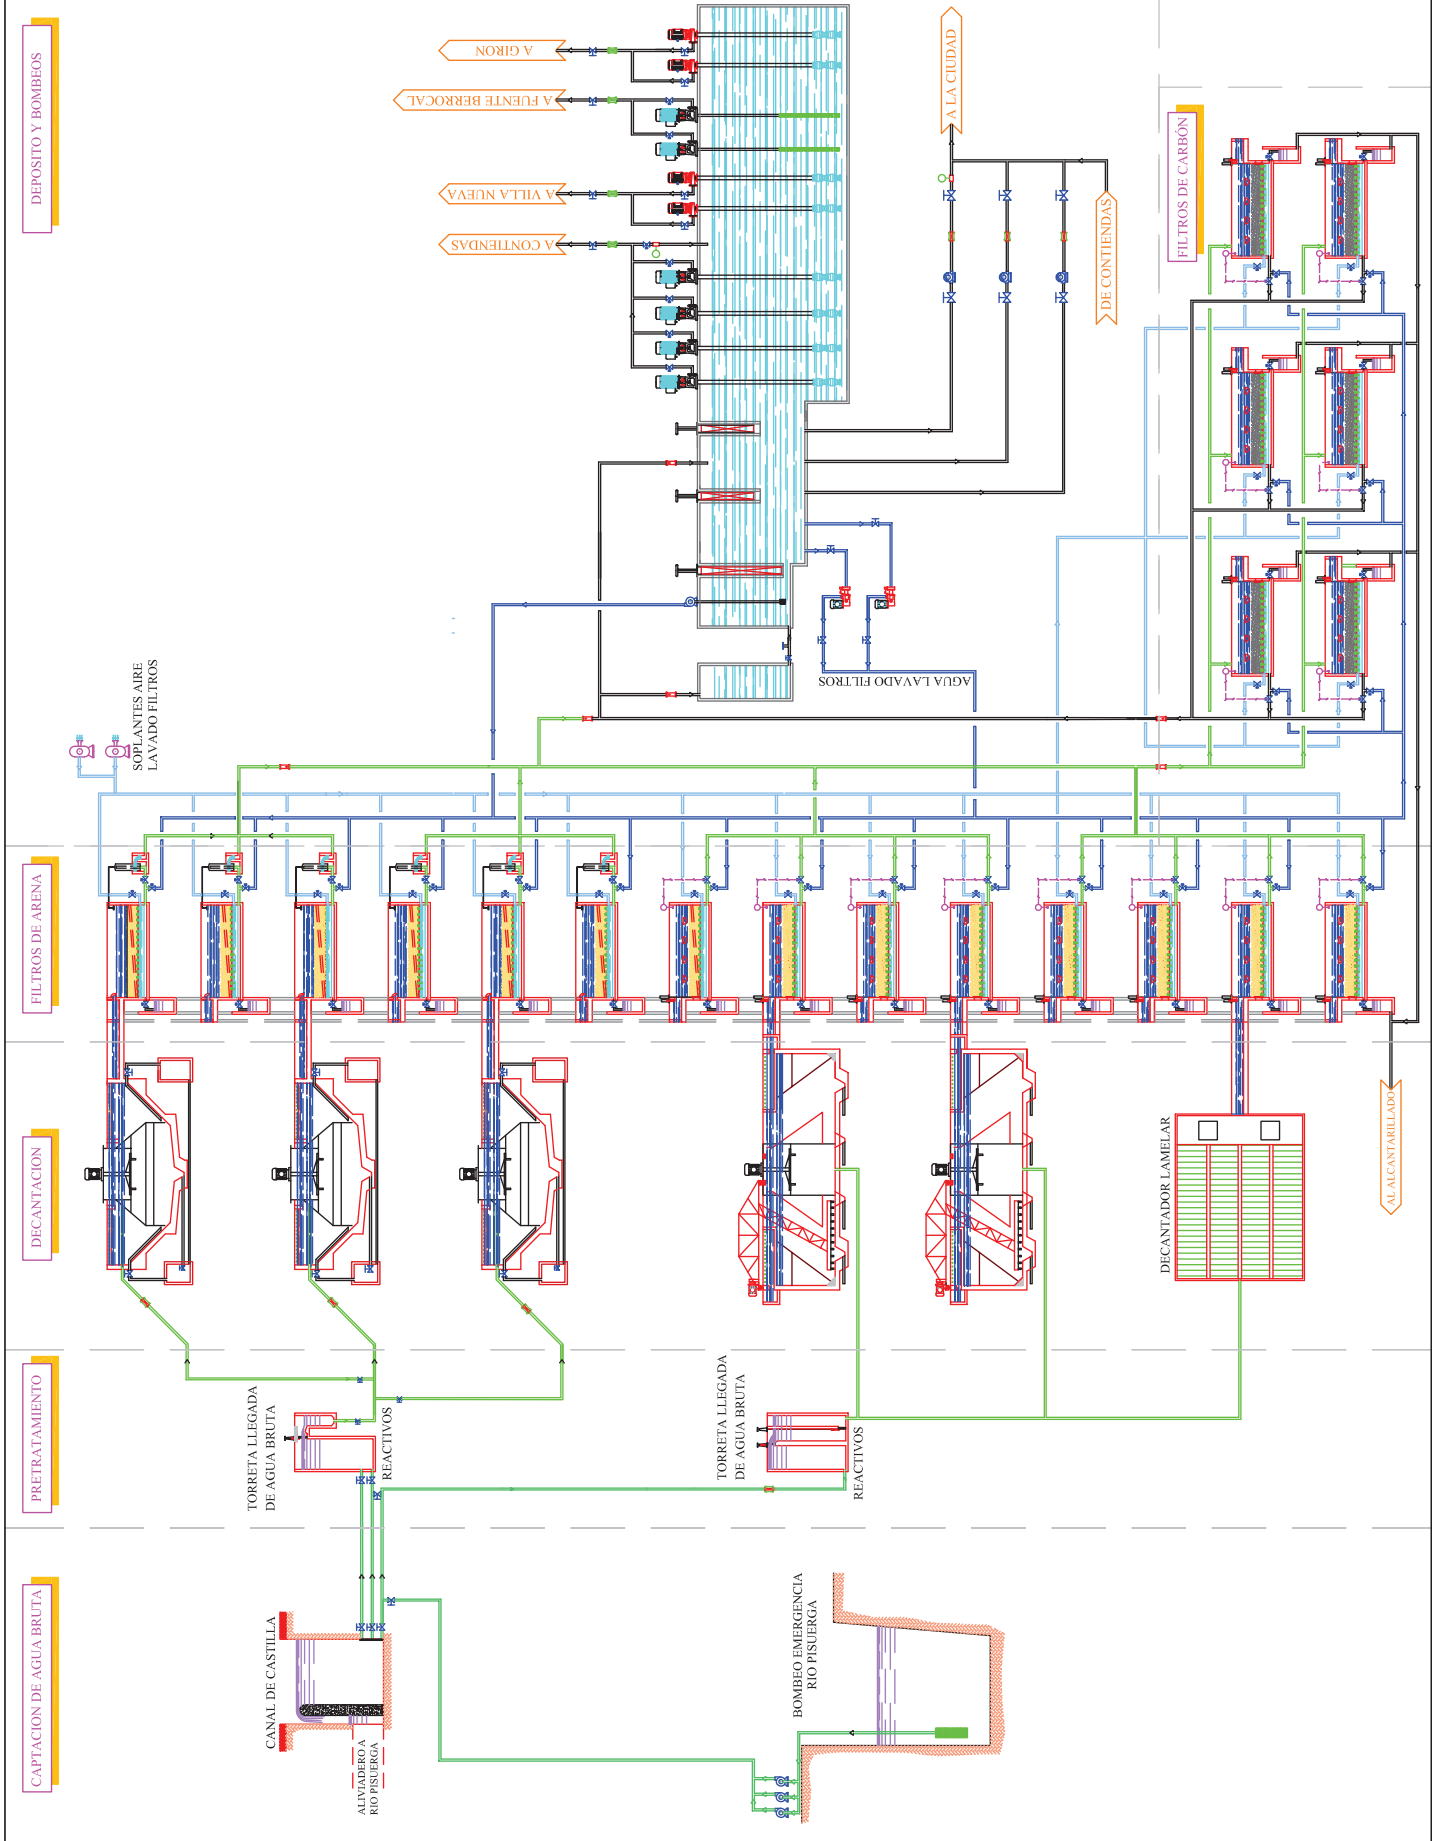 CAPTACION DE AGUA BRUTA
PRETRATAMIENTO
DECANTACION
FILTROS DE ARENA
DEPOSITO Y BOMBEOS
CANAL DE CASTILLA
ALIVIADERO A
RIO PISUERGA
BOMBEO EMERGENCIA
RIO PISUERGA
TORRETA LLEGADA
DE AGUA BRUTA
REACTIVOS
TORRETA LLEGADA
DE AGUA BRUTA
REACTIVOS
DECANTADOR LAMELAR
AL ALCANTARILLADO
SOPLANTES AIRE
LAVADO FILTROS
AGUA LAVADO FILTROS
A GIRON
A FUENTE BERROCAL
A VILLA NUEVA
A CONTIENDAS
A LA CIUDAD
DE CONTIENDAS
FILTROS DE CARBÓN